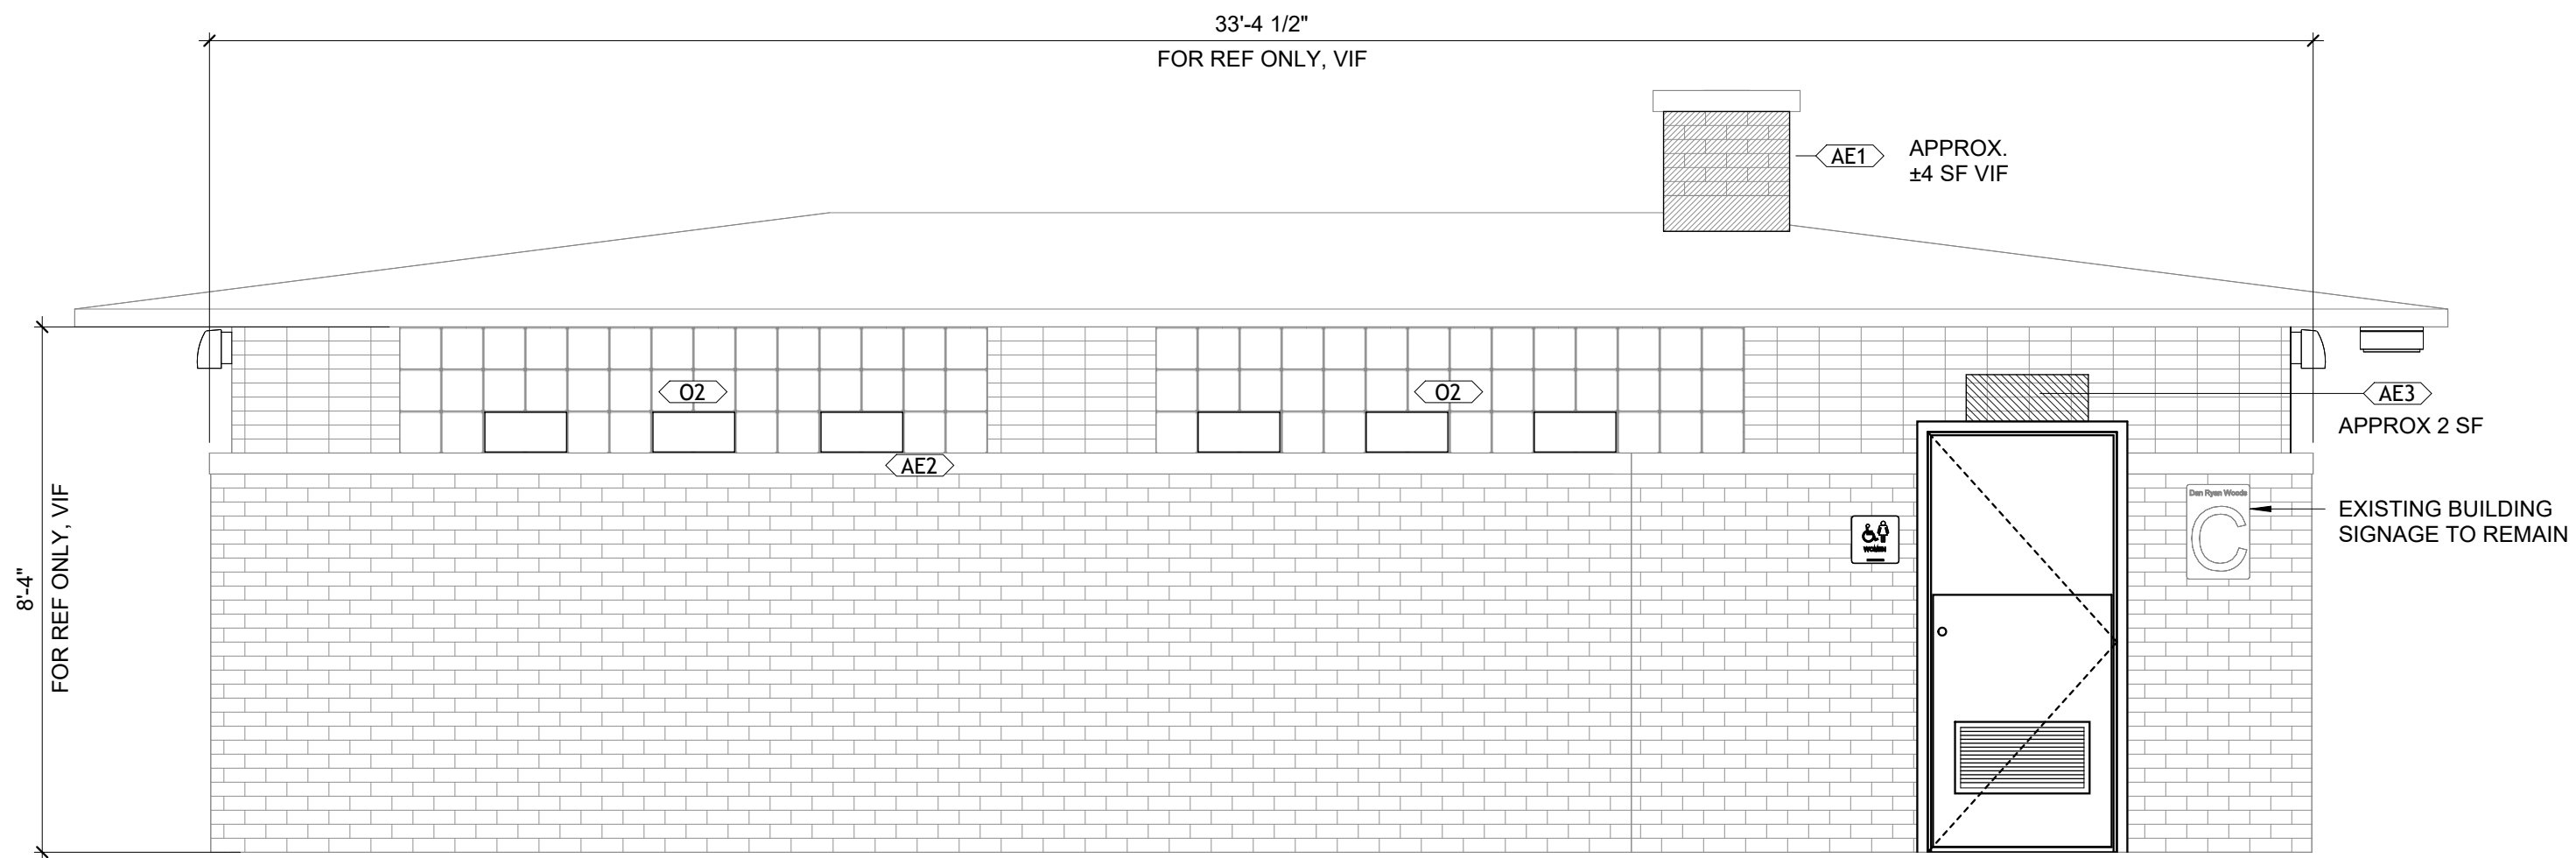 33'-4 1/2"
FOR REF ONLY, VIF
AE1
APPROX.
±4 SF VIF
O2
O2
AE3
APPROX 2 SF
AE2
8'-4"
FOR REF ONLY, VIF
Dan Ryan Woods
C
EXISTING BUILDING
SIGNAGE TO REMAIN
WOMEN